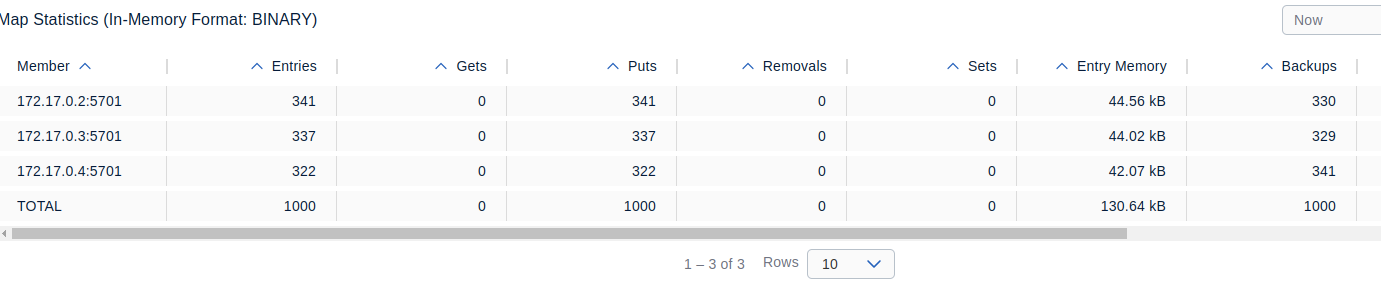 Map Statistics (In-Memory Format: BINARY) Now
Member Entries Gets Puts Removals Sets Entry Memory Backups
172.17.0.2:5701 341 0 341 0 0 44.56 kB 330
172.17.0.3:5701 337 0 337 0 0 44.02 kB 329
172.17.0.4:5701 322 0 322 0 0 42.07 kB 341
TOTAL 1000 0 1000 0 0 130.64 kB 1000
1 – 3 of 3 Rows 10